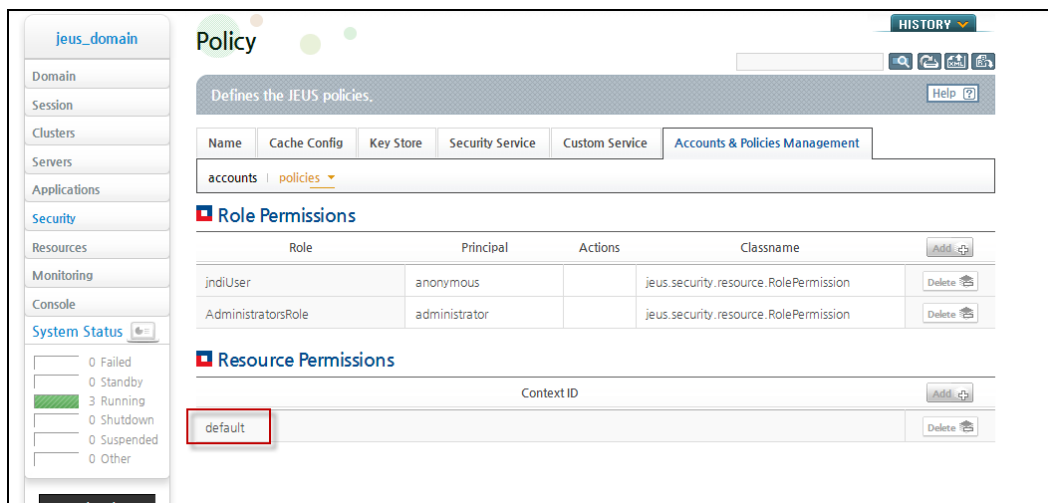 HISTORY
jeus_domain
Policy
Domain
Session
Clusters
Servers
Applications
Security
Resources
Monitoring
Console
System Status
0 Failed
0 Standby
3 Running
0 Shutdown
0 Suspended
0 Other
Defines the JEUS policies.
Help ?
Name Cache Config Key Store Security Service Custom Service Accounts & Policies Management
accounts | policies
Role Permissions
Role Principal Actions Classname Add
jndiUser anonymous jeus.security.resource.RolePermission Delete
AdministratorsRole administrator jeus.security.resource.RolePermission Delete
Resource Permissions
Context ID Add
default Delete